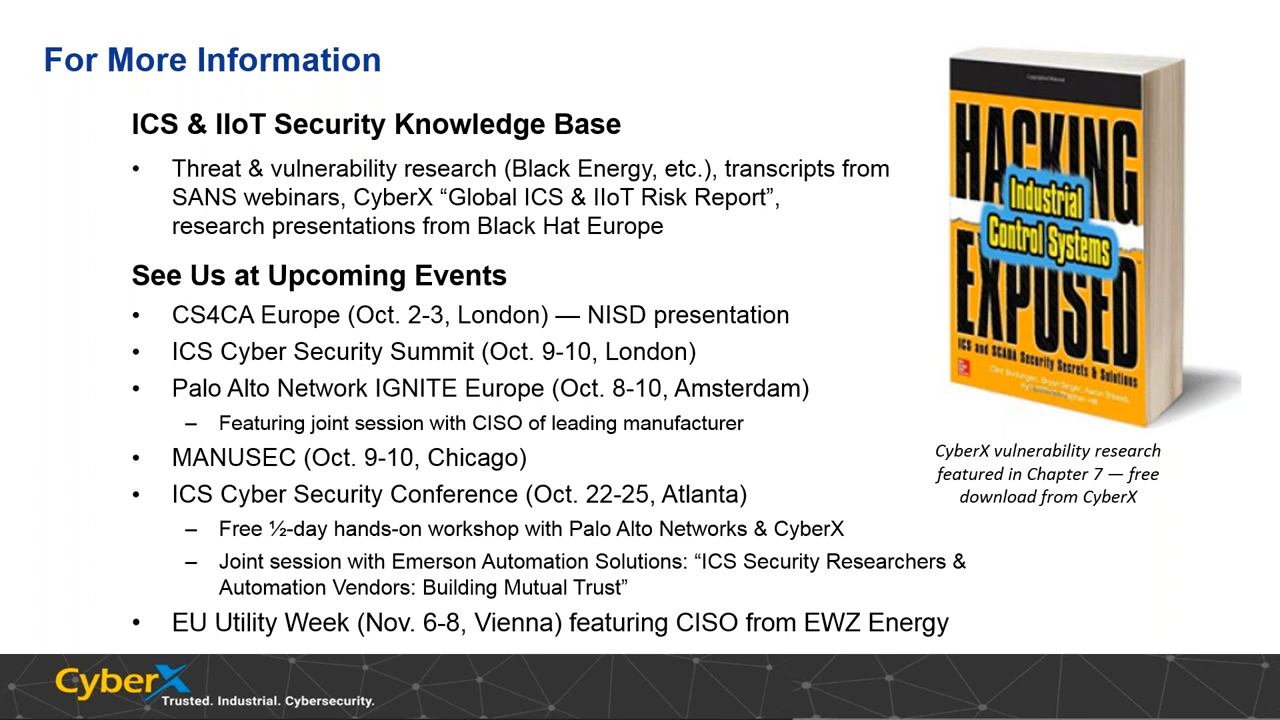 For More Information
ICS & IIoT Security Knowledge Base
• Threat & vulnerability research (Black Energy, etc.), transcripts from
SANS webinars, CyberX “Global ICS & IIoT Risk Report”,
research presentations from Black Hat Europe
See Us at Upcoming Events
• CS4CA Europe (Oct. 2-3, London) — NISD presentation
• ICS Cyber Security Summit (Oct. 9-10, London)
• Palo Alto Network IGNITE Europe (Oct. 8-10, Amsterdam)
– Featuring joint session with CISO of leading manufacturer
• MANUSEC (Oct. 9-10, Chicago)
• ICS Cyber Security Conference (Oct. 22-25, Atlanta)
– Free ½-day hands-on workshop with Palo Alto Networks & CyberX
– Joint session with Emerson Automation Solutions: “ICS Security Researchers &
Automation Vendors: Building Mutual Trust”
• EU Utility Week (Nov. 6-8, Vienna) featuring CISO from EWZ Energy
HACKING
Industrial
Control Systems
EXPOSED
ICS and SCADA Security Secrets & Solutions
CyberX vulnerability research
featured in Chapter 7 — free
download from CyberX
CyberX
Trusted. Industrial. Cybersecurity.